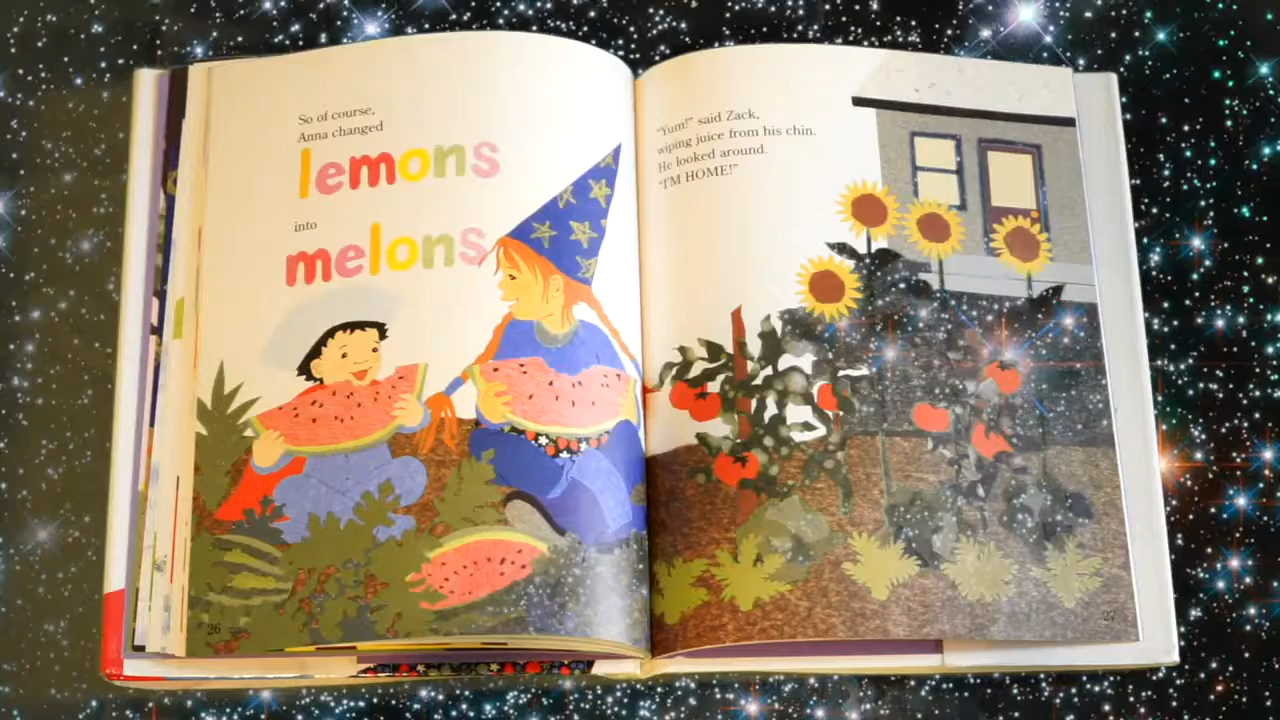 So of course,
Anna changed
lemons
into
melons
26
"Yum!" said Zack,
wiping juice from his chin.
He looked around.
"I'M HOME!"
27